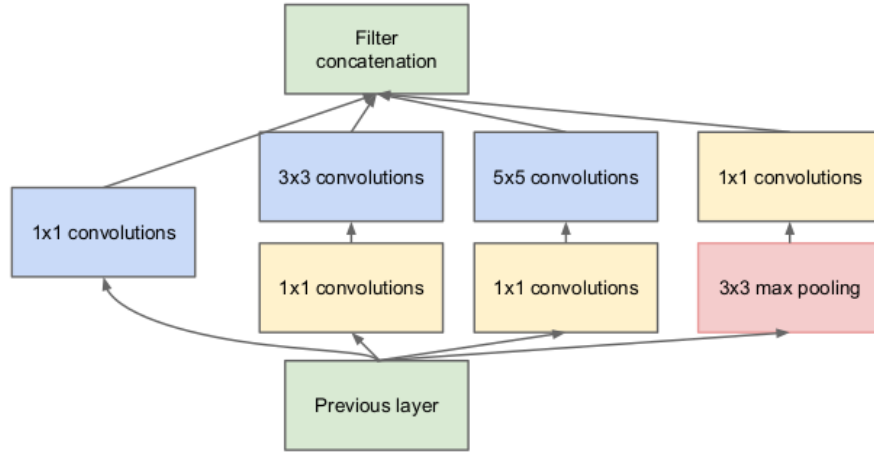 Filter
concatenation
3x3 convolutions
5x5 convolutions
1x1 convolutions
1x1 convolutions
1x1 convolutions
1x1 convolutions
3x3 max pooling
Previous layer